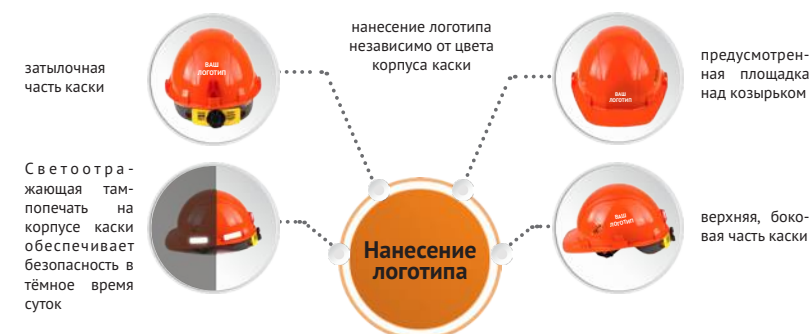 затылочная
часть каски
ВАШ
ЛОГОТИП
нанесение логотипа
независимо от цвета
корпуса каски
ВАШ
ЛОГОТИП
предусмотрен-
ная площадка
над козырьком
Светоотра-
жающая там-
попечать на
корпусе каски
обеспечивает
безопасность в
тёмное время
суток
Нанесение
логотипа
ВАШ
ЛОГОТИП
верхняя, боко-
вая часть каски